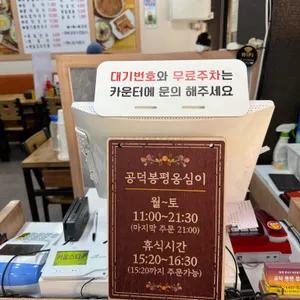 대기번호와 무료주차는
카운터에 문의 해주세요
공덕봉평옹심이
월-토
11:00~21:30
(마지막 주문 21:00)
휴식시간
15:20~16:30
(15:20까지 주문가능)